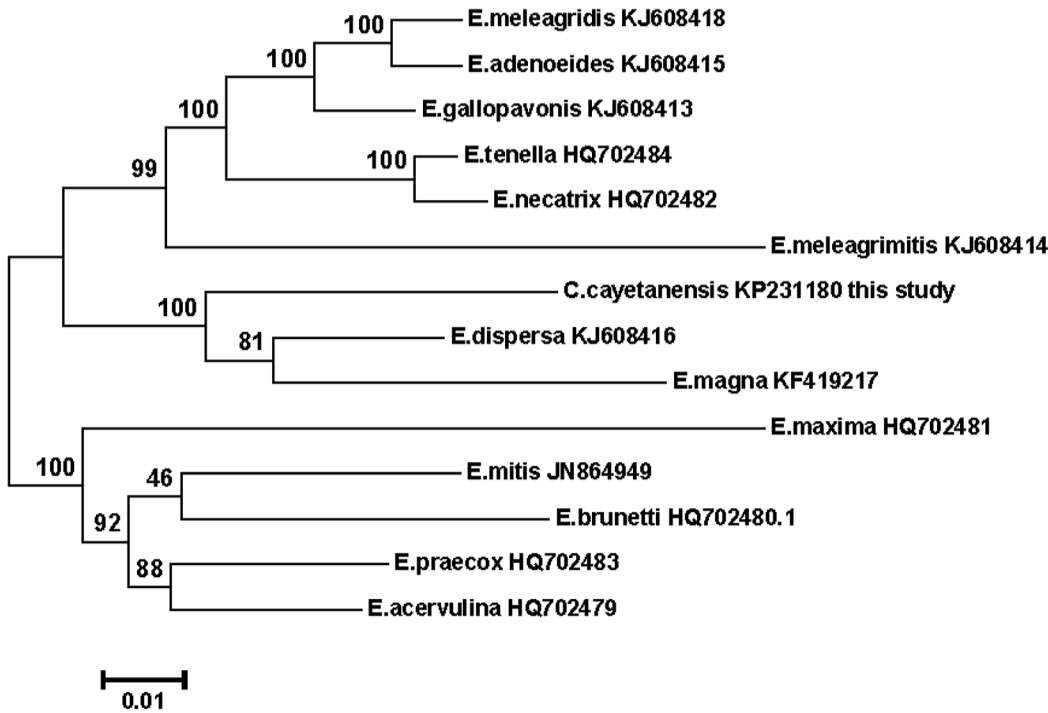 100
E.meleagridis KJ608418
100
E.adenoeides KJ608415
100
E.gallopavonis KJ608413
100
E.tenella HQ702484
99
E.necatrix HQ702482
E.meleagrimitis KJ608414
100
C.cayetanensis KP231180 this study
81
E.dispersa KJ608416
E.magna KF419217
E.maxima HQ702481
100
46
E.mitis JN864949
92
E.brunetti HQ702480.1
88
E.praecox HQ702483
E.acervulina HQ702479
0.01